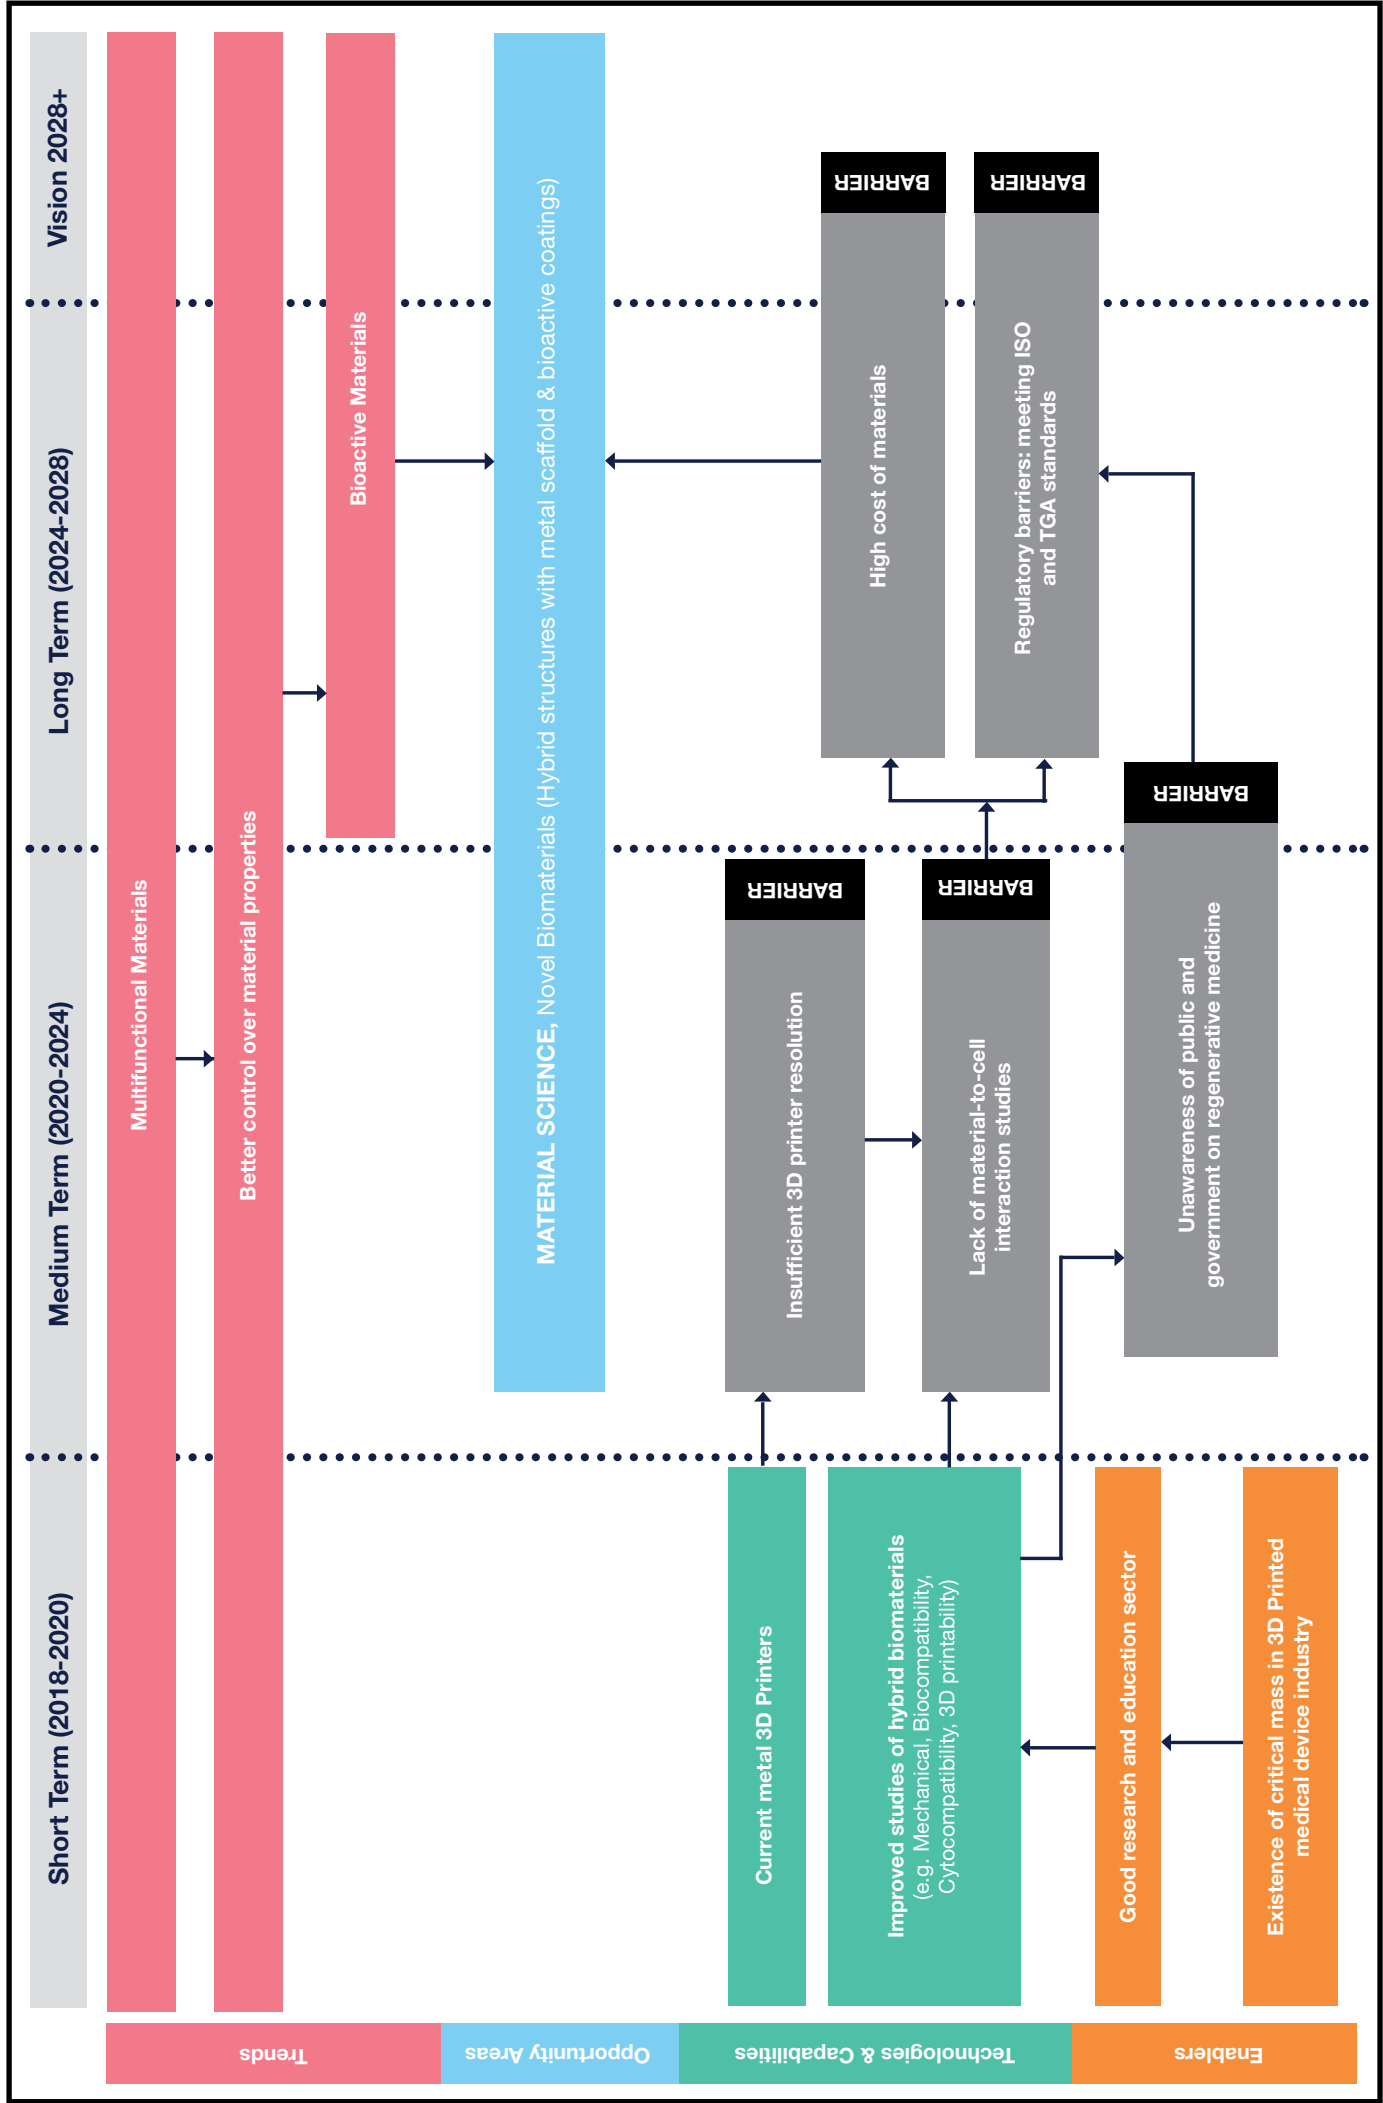 Short Term (2018-2020)
Medium Term (2020-2024)
Long Term (2024-2028)
Vision 2028+
Trends
Multifunctional Materials
Better control over material properties
Bioactive Materials
Opportunity Areas
MATERIAL SCIENCE, Novel Biomaterials (Hybrid structures with metal scaffold & bioactive coatings)
Technologies & Capabilities
Current metal 3D Printers
Insufficient 3D printer resolution
BARRIER
High cost of materials
BARRIER
Improved studies of hybrid biomaterials
(e.g. Mechanical, Biocompatibility,
Cytocompatibility, 3D printability)
Lack of material-to-cell
interaction studies
BARRIER
Regulatory barriers: meeting ISO
and TGA standards
BARRIER
Enablers
Good research and education sector
Unawareness of public and
government on regenerative medicine
BARRIER
Existence of critical mass in 3D Printed
medical device industry